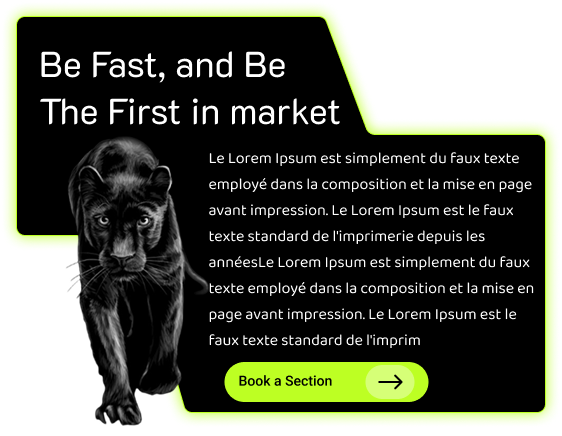 Be Fast, and Be
The First in market
Le Lorem Ipsum est simplement du faux texte
employé dans la composition et la mise en page
avant impression. Le Lorem Ipsum est le faux
texte standard de l'imprimerie depuis les
annéesLe Lorem Ipsum est simplement du faux
texte employé dans la composition et la mise en
page avant impression. Le Lorem Ipsum est le
faux texte standard de l'imprim
Book a Section